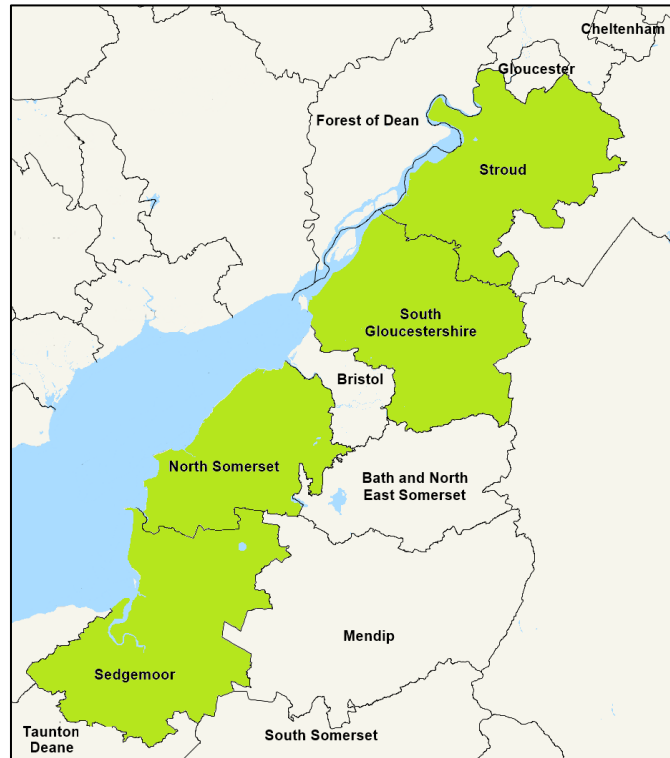 Cheltenham
Gloucester
Forest of Dean
Stroud
South
Gloucestershire
Bristol
North Somerset
Bath and North
East Somerset
Mendip
Sedgemoor
Taunton
Deane
South Somerset